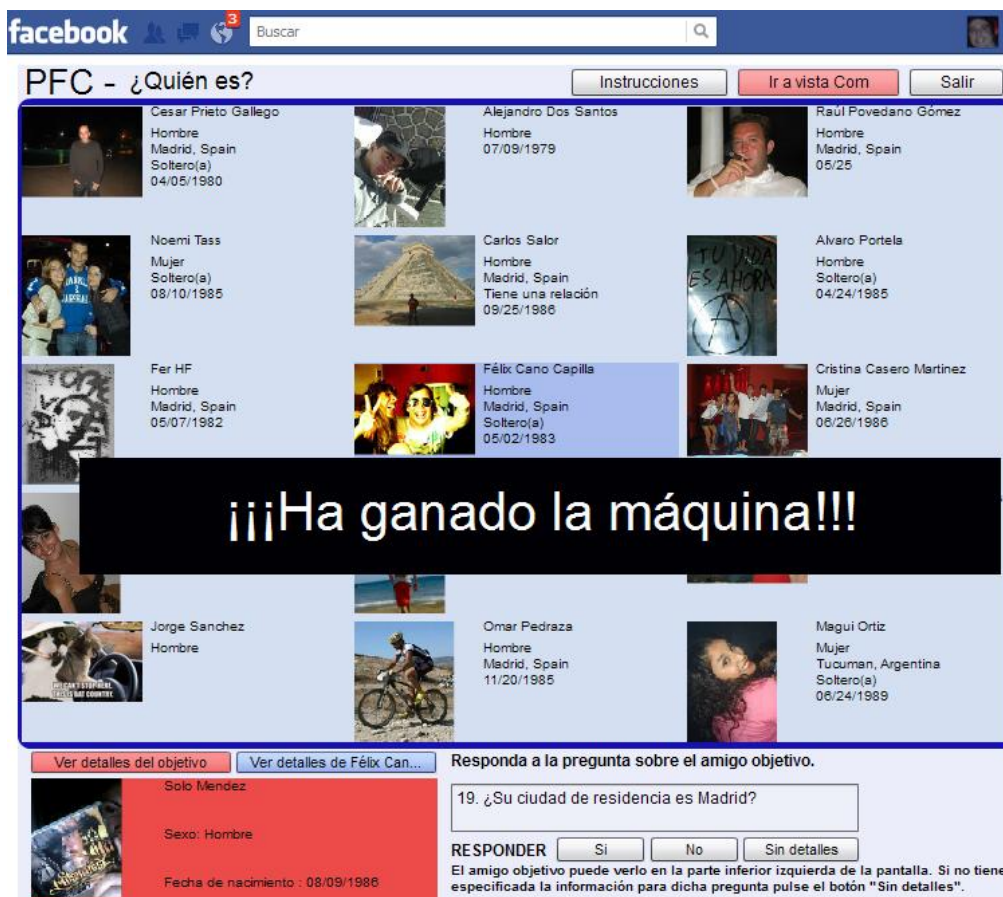 facebook
3
Buscar
PFC - ¿Quién es?
Instrucciones
Ir a vista Com
Salir
Cesar Prieto Gallego
Hombre
Madrid, Spain
Soltero(a)
04/05/1980
Alejandro Dos Santos
Hombre
07/09/1979
Raúl Povedano Gómez
Hombre
Madrid, Spain
05/25
Noemi Tass
Mujer
Soltero(a)
08/10/1985
Carlos Salor
Hombre
Madrid, Spain
Tiene una relación
09/25/1986
Alvaro Portela
Hombre
Soltero(a)
04/24/1985
TU VIDA
ES AHORA
Fer HF
Hombre
Madrid, Spain
05/07/1982
Félix Cano Capilla
Hombre
Madrid, Spain
Soltero(a)
05/02/1983
Cristina Casero Martinez
Mujer
Madrid, Spain
06/26/1986
¡¡¡Ha ganado la máquina!!!
Jorge Sanchez
Hombre
WE CAN'T STOP HERE,
THIS IS BAT COUNTRY.
Omar Pedraza
Hombre
Madrid, Spain
11/20/1985
Magui Ortiz
Mujer
Tucuman, Argentina
Soltero(a)
06/24/1989
Ver detalles del objetivo
Ver detalles de Félix Can...
Solo Mendez
Sexo: Hombre
Fecha de nacimiento : 08/09/1986
Responda a la pregunta sobre el amigo objetivo.
19. ¿Su ciudad de residencia es Madrid?
RESPONDER
Si
No
Sin detalles
El amigo objetivo puede verlo en la parte inferior izquierda de la pantalla. Si no tiene
especificada la información para dicha pregunta pulse el botón "Sin detalles".